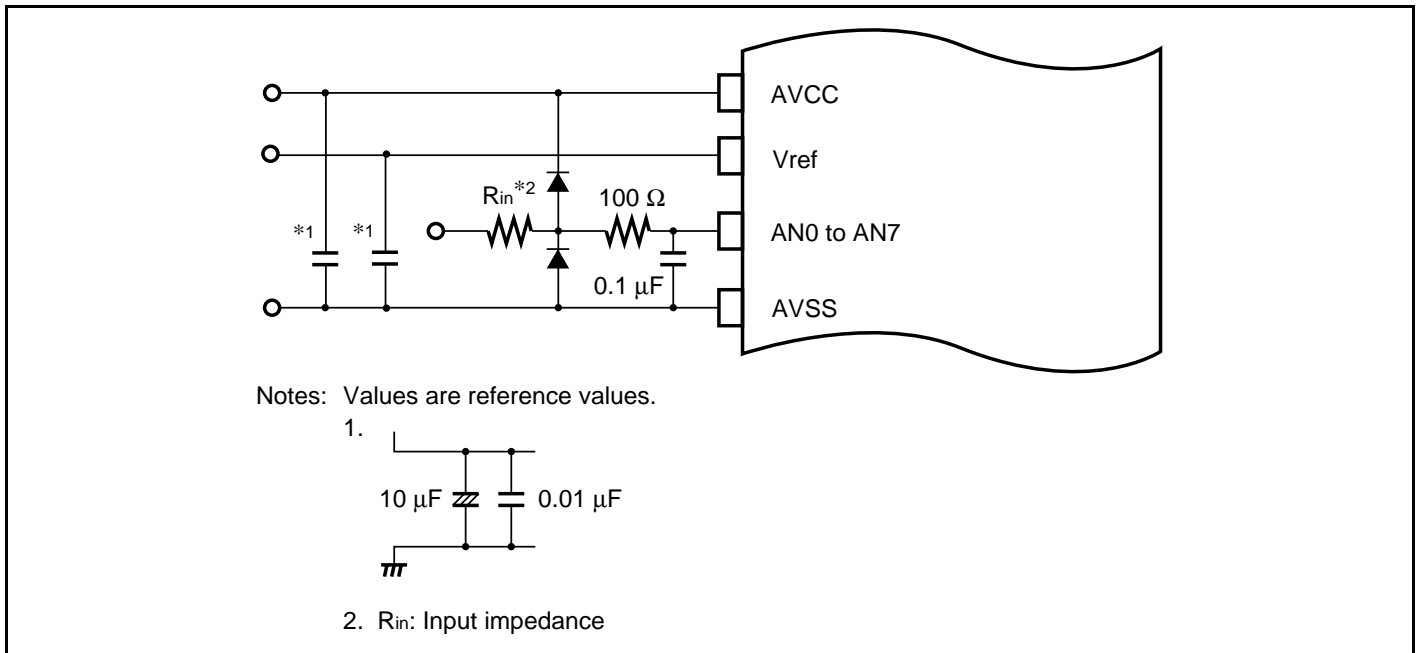 AVCC
Vref
Rin*2
100 Ω
*1
*1
AN0 to AN7
0.1 μF
AVSS
Notes: Values are reference values.
1.
10 μF
0.01 μF
2. Rin: Input impedance